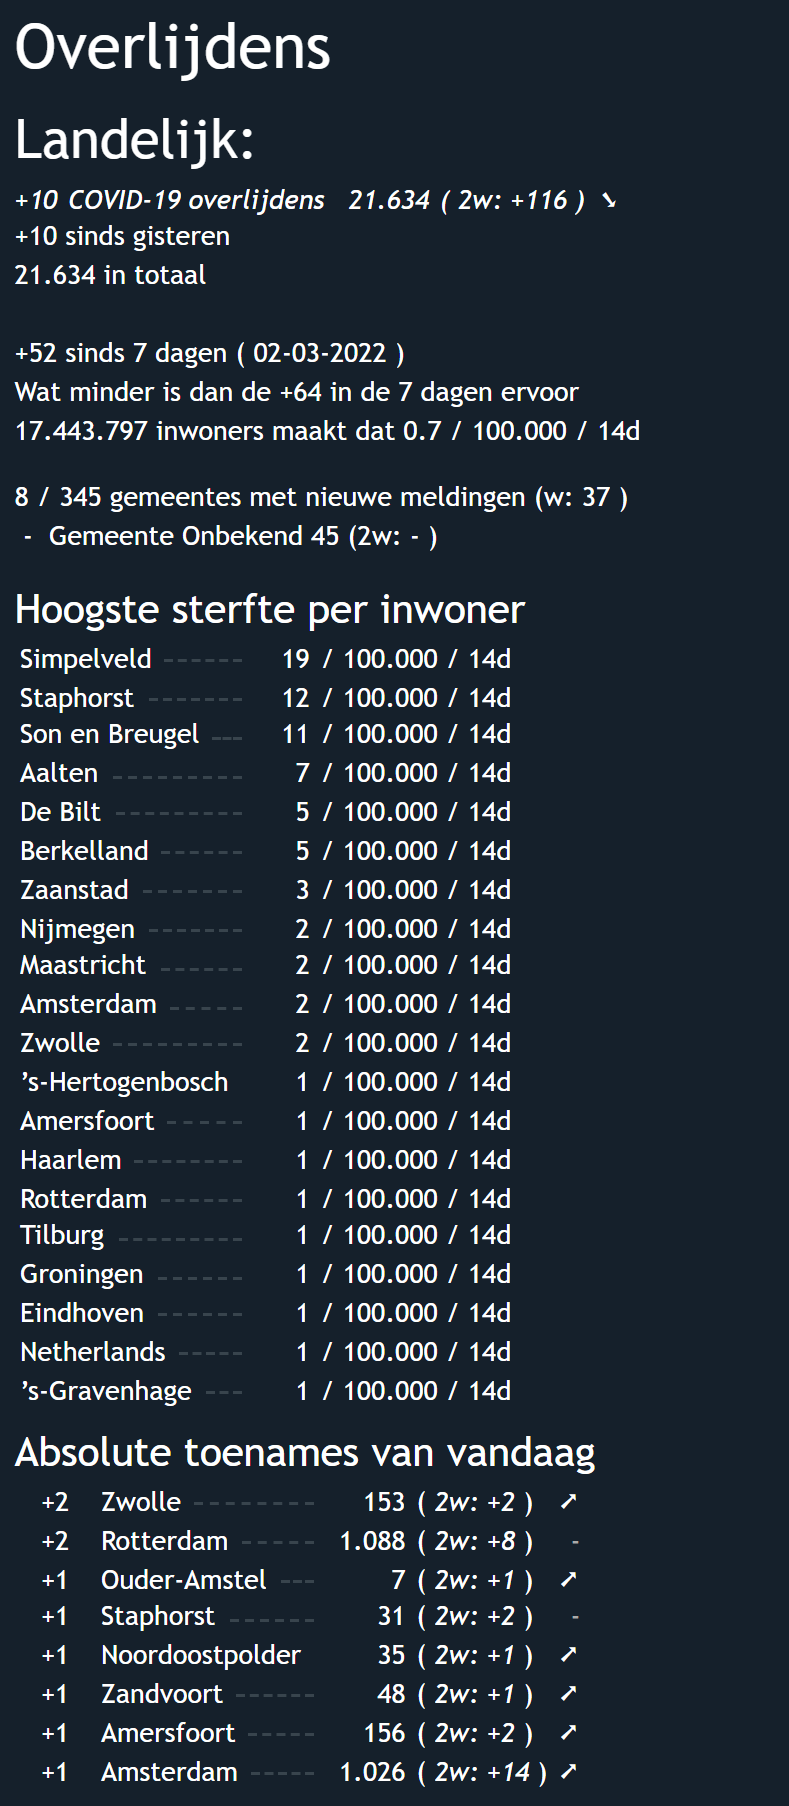 Overlijdens
Landelijk:
+10 COVID-19 overlijdens 21.634 ( 2w: +116 ) ➘
+10 sinds gisteren
21.634 in totaal
+52 sinds 7 dagen ( 02-03-2022 )
Wat minder is dan de +64 in de 7 dagen ervoor
17.443.797 inwoners maakt dat 0.7 / 100.000 / 14d
8 / 345 gemeentes met nieuwe meldingen (w: 37 )
- Gemeente Onbekend 45 (2w: - )
Hoogste sterfte per inwoner
Simpelveld ------ 19 / 100.000 / 14d
Staphorst ------- 12 / 100.000 / 14d
Son en Breugel --- 11 / 100.000 / 14d
Aalten --------- 7 / 100.000 / 14d
De Bilt --------- 5 / 100.000 / 14d
Berkelland ------ 5 / 100.000 / 14d
Zaanstad ------- 3 / 100.000 / 14d
Nijmegen ------- 2 / 100.000 / 14d
Maastricht ------ 2 / 100.000 / 14d
Amsterdam ----- 2 / 100.000 / 14d
Zwolle --------- 2 / 100.000 / 14d
’s-Hertogenbosch 1 / 100.000 / 14d
Amersfoort ------ 1 / 100.000 / 14d
Haarlem -------- 1 / 100.000 / 14d
Rotterdam ------ 1 / 100.000 / 14d
Tilburg --------- 1 / 100.000 / 14d
Groningen ------ 1 / 100.000 / 14d
Eindhoven ------ 1 / 100.000 / 14d
Netherlands ----- 1 / 100.000 / 14d
’s-Gravenhage --- 1 / 100.000 / 14d
Absolute toenames van vandaag
+2 Zwolle -------- 153 ( 2w: +2 ) ➚
+2 Rotterdam ----- 1.088 ( 2w: +8 ) -
+1 Ouder-Amstel --- 7 ( 2w: +1 ) ➚
+1 Staphorst ------ 31 ( 2w: +2 ) -
+1 Noordoostpolder 35 ( 2w: +1 ) ➚
+1 Zandvoort ------ 48 ( 2w: +1 ) ➚
+1 Amersfoort ----- 156 ( 2w: +2 ) ➚
+1 Amsterdam ----- 1.026 ( 2w: +14 ) ➚